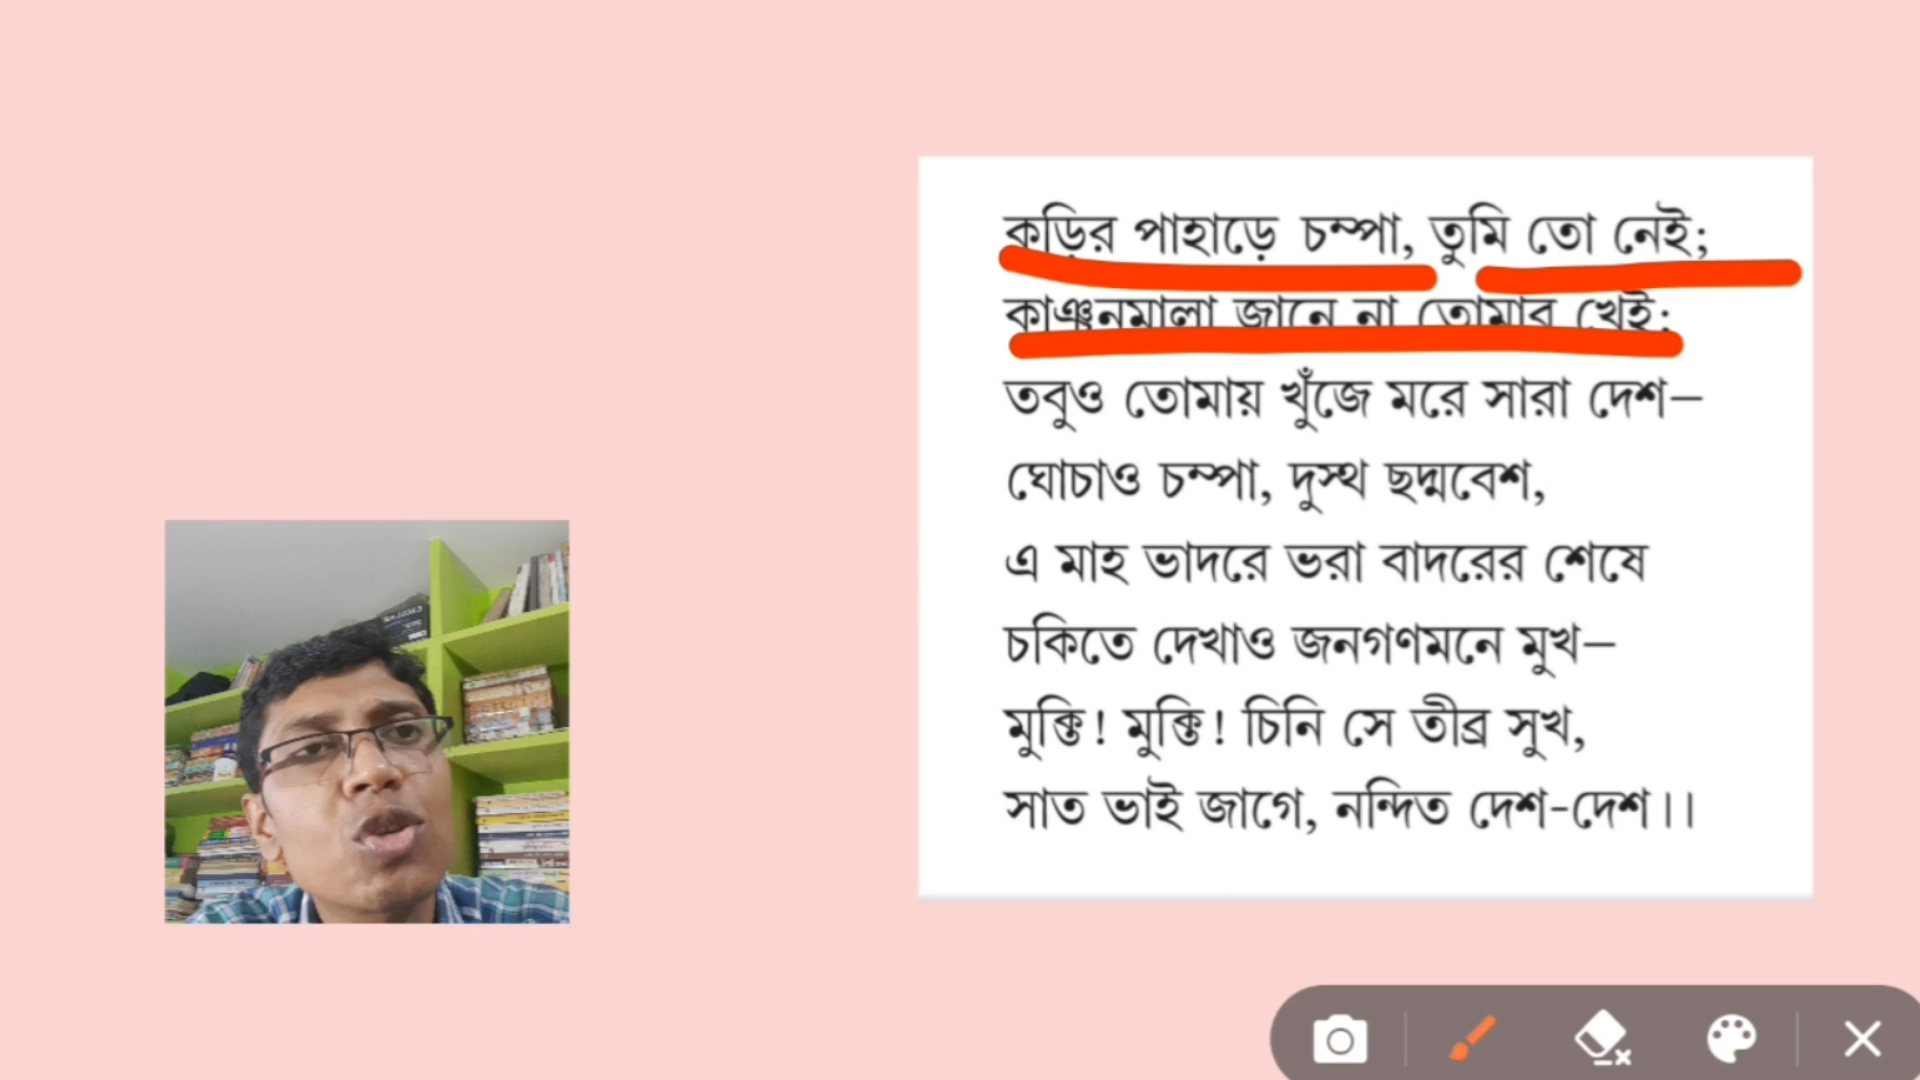 কড়ির পাহাড়ে চম্পা, তুমি তো নেই;
কাঞ্চনমালা জানে না তোমার খেই;
তবুও তোমায় খুঁজে মরে সারা দেশ—
ঘোচাও চম্পা, দুস্থ ছদ্মবেশ,
এ মাহ ভাদরে ভরা বাদরের শেষে
চকিতে দেখাও জনগণমনে মুখ—
মুক্তি! মুক্তি! চিনি সে তীব্র সুখ,
সাত ভাই জাগে, নন্দিত দেশ-দেশ।।